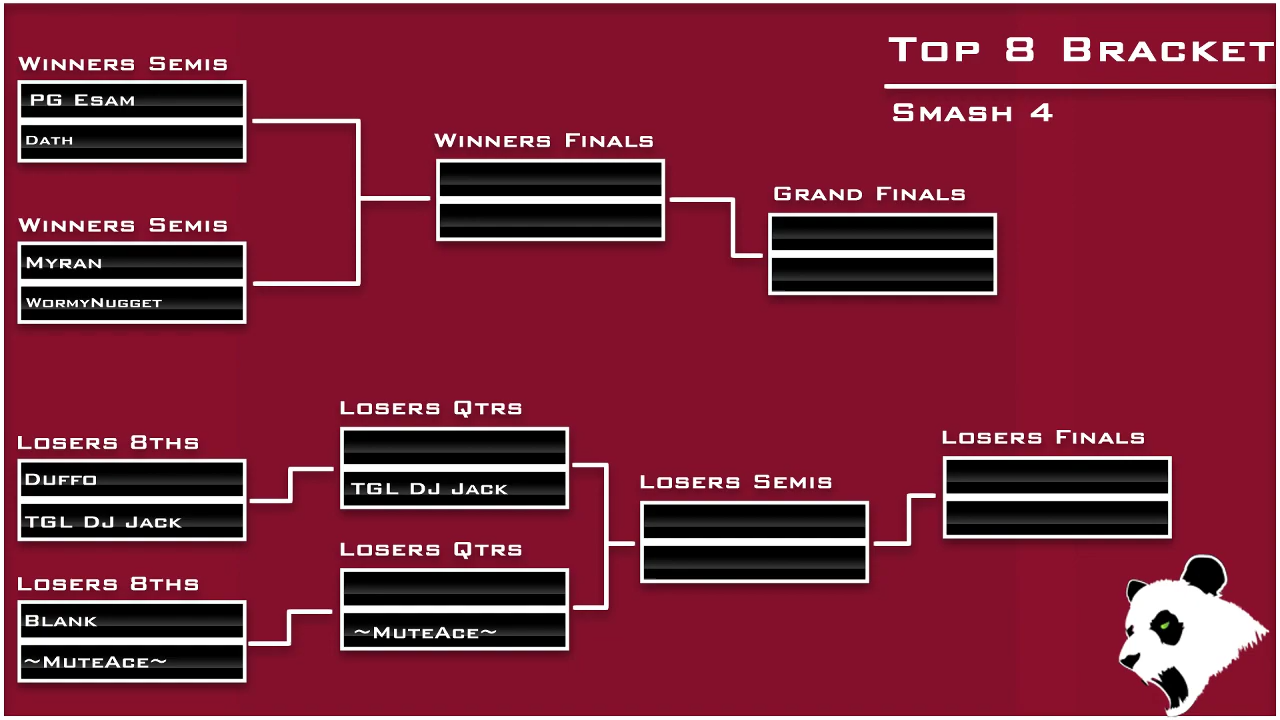 Top 8 Bracket
Smash 4
Winners Semis
PG Esam
Dath
Winners Semis
Myran
WormyNugget
Winners Finals
Grand Finals
Losers 8ths
Duffo
TGL DJ Jack
Losers 8ths
Blank
~MuteAce~
Losers Qtrs
TGL DJ Jack
Losers Qtrs
~MuteAce~
Losers Semis
Losers Finals